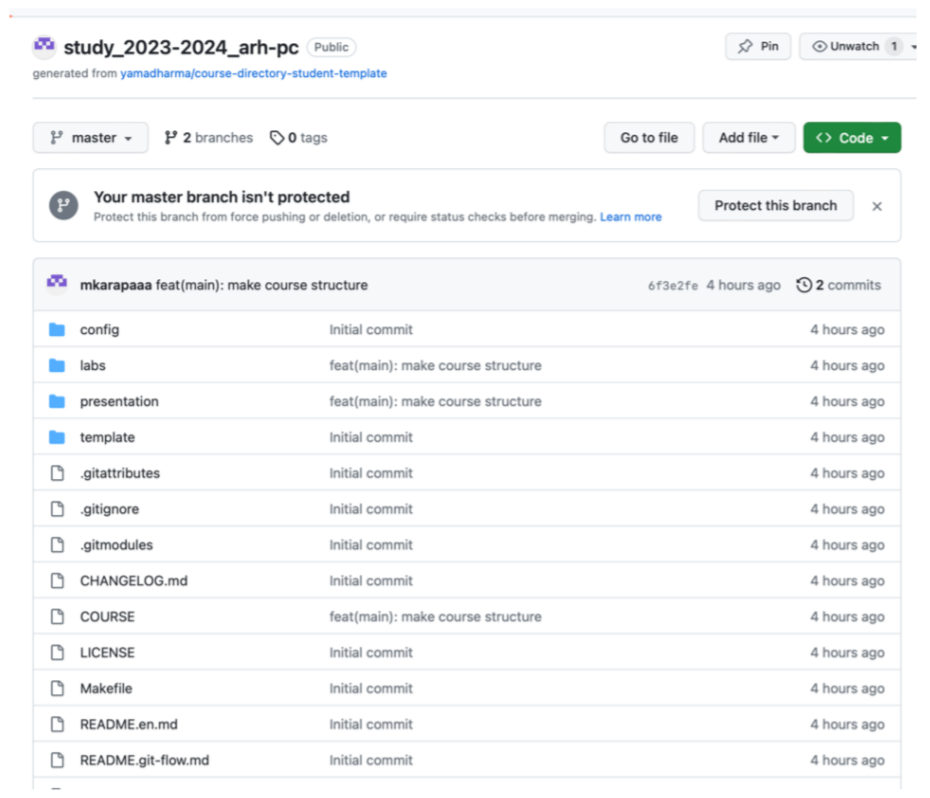 study_2023-2024_arh-pc Public Pin Unwatch 1
generated from yamadharma/course-directory-student-template
master 2 branches 0 tags Go to file Add file <> Code
Your master branch isn't protected
Protect this branch from force pushing or deletion, or require status checks before merging. Learn more Protect this branch ×
mkarapaaa feat(main): make course structure 6f3e2fe 4 hours ago 2 commits
config Initial commit 4 hours ago
labs feat(main): make course structure 4 hours ago
presentation feat(main): make course structure 4 hours ago
template Initial commit 4 hours ago
.gitattributes Initial commit 4 hours ago
.gitignore Initial commit 4 hours ago
.gitmodules Initial commit 4 hours ago
CHANGELOG.md Initial commit 4 hours ago
COURSE feat(main): make course structure 4 hours ago
LICENSE Initial commit 4 hours ago
Makefile Initial commit 4 hours ago
README.en.md Initial commit 4 hours ago
README.git-flow.md Initial commit 4 hours ago